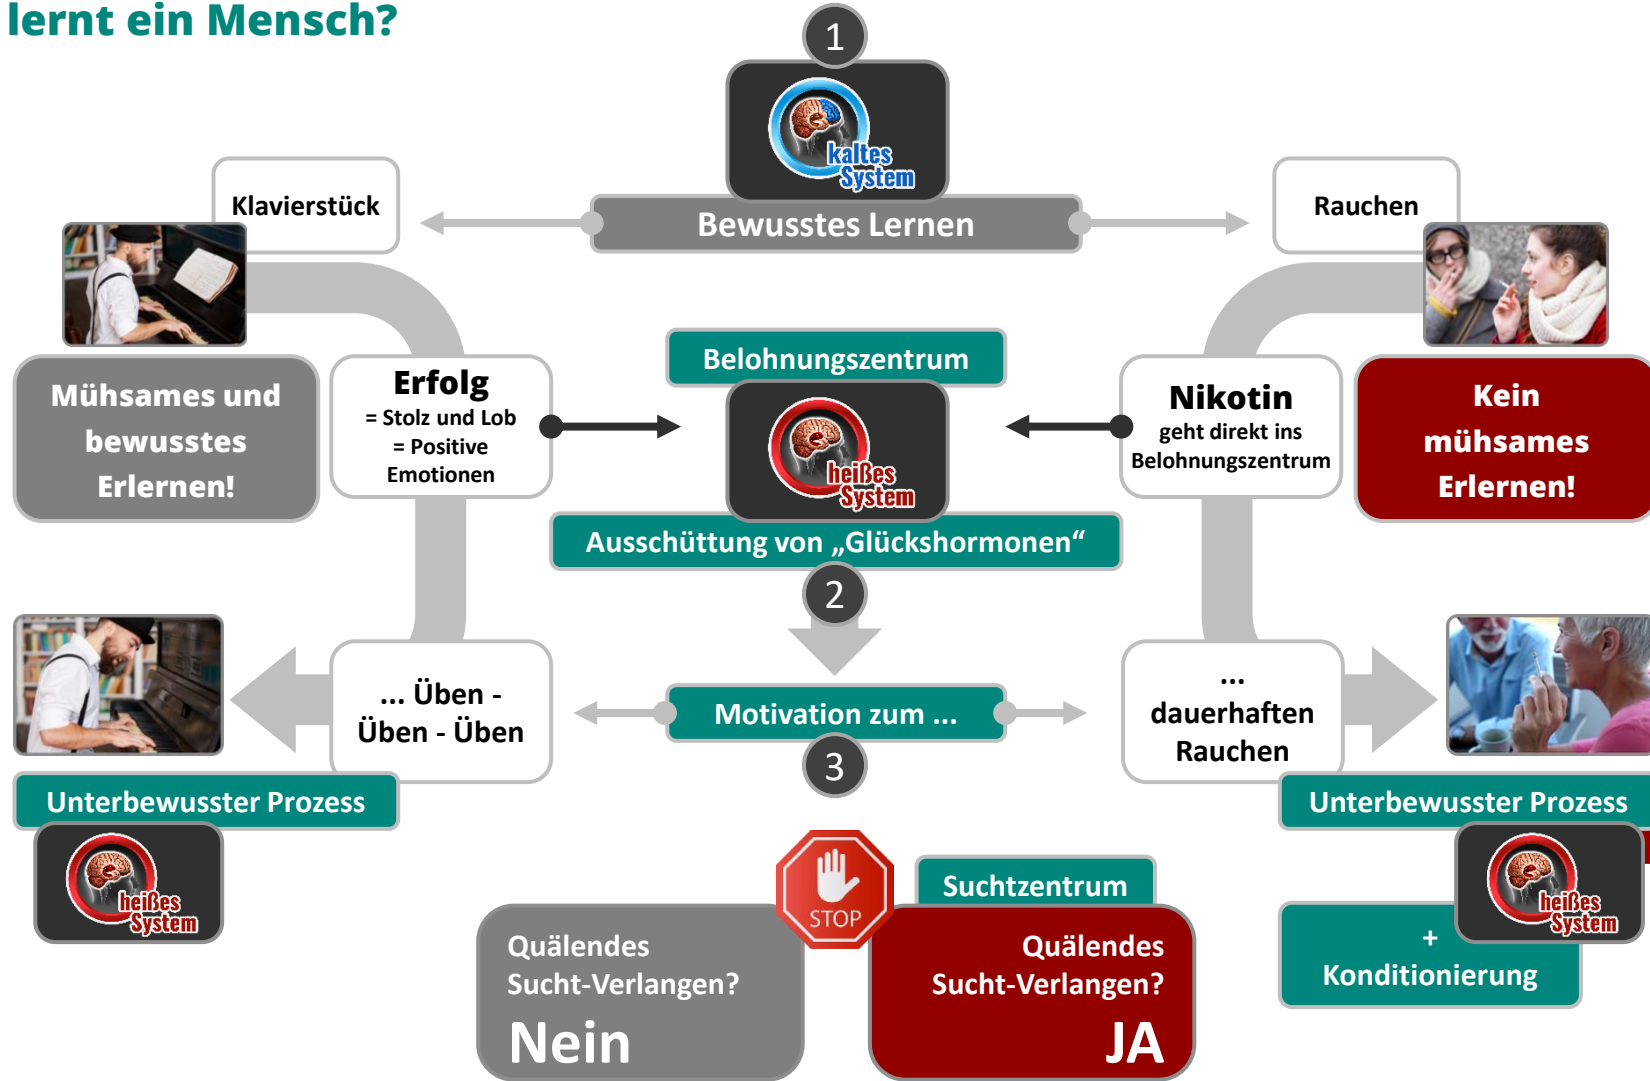 lernt ein Mensch?
1
kaltes
System
Bewusstes Lernen
Klavierstück
Rauchen
Mühsames und
bewusstes
Erlernen!
Erfolg
= Stolz und Lob
= Positive
Emotionen
Belohnungszentrum
heißes
System
Ausschüttung von „Glückshormonen“
2
Nikotin
geht direkt ins
Belohnungszentrum
Kein
mühsames
Erlernen!
... Üben -
Üben - Üben
Motivation zum ...
3
...
dauerhaften
Rauchen
Unterbewusster Prozess
heißes
System
Unterbewusster Prozess
heißes
System
+
Konditionierung
STOP
Suchtzentrum
Quälendes
Sucht-Verlangen?
Nein
Quälendes
Sucht-Verlangen?
JA